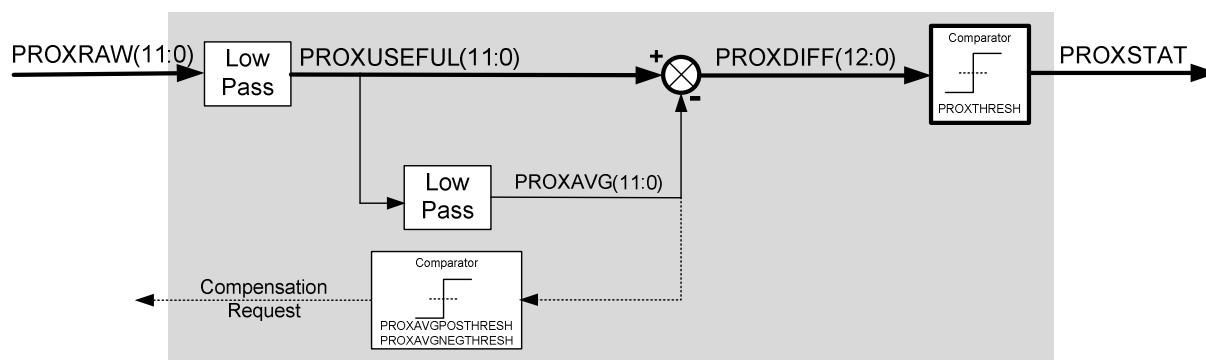 PROXRAW(11:0)
Low
Pass
PROXUSEFUL(11:0)
+
-
PROXDIFF(12:0)
Comparator
PROXTHRESH
PROXSTAT
Low
Pass
PROXAVG(11:0)
Compensation
Request
Comparator
PROXAVGPOSTHRESH
PROXAVGNEGTHRESH